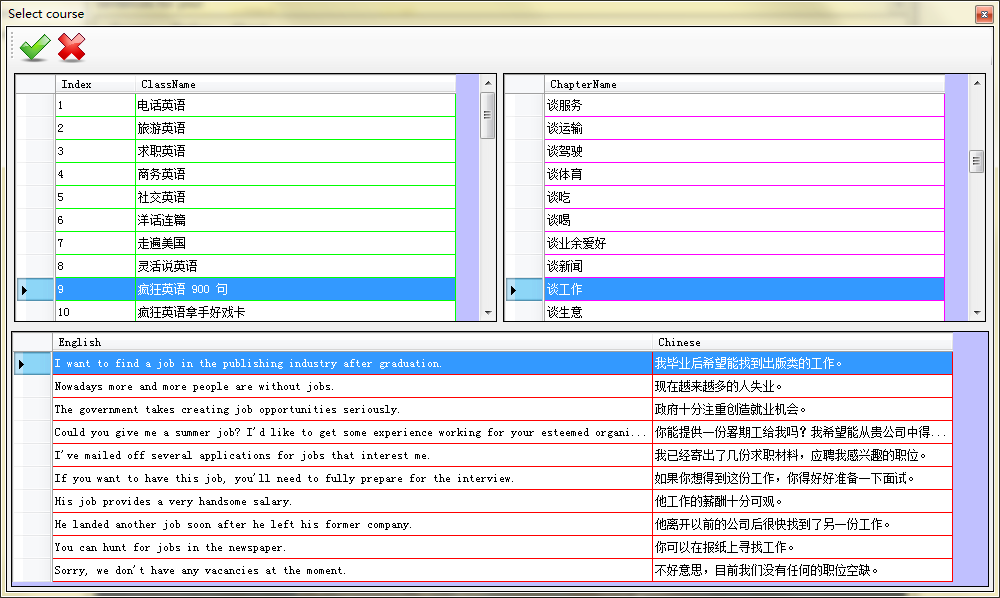 Select course
Index ClassName
1 电话英语
2 旅游英语
3 求职英语
4 商务英语
5 社交英语
6 洋话连篇
7 走遍美国
8 灵活说英语
9 疯狂英语 900 句
10 疯狂英语拿手好戏卡
ChapterName
谈服务
谈运输
谈驾驶
谈体育
谈吃
谈喝
谈业余爱好
谈新闻
谈工作
谈生意
English Chinese
I want to find a job in the publishing industry after graduation. 我毕业后希望能找到出版类的工作。
Nowadays more and more people are without jobs. 现在越来越多的人失业。
The government takes creating job opportunities seriously. 政府十分注重创造就业机会。
Could you give me a summer job? I'd like to get some experience working for your esteemed organi... 你能提供一份署期工给我吗？我希望能从贵公司中得...
I've mailed off several applications for jobs that interest me. 我已经寄出了几份求职材料，应聘我感兴趣的职位。
If you want to have this job, you'll need to fully prepare for the interview. 如果你想得到这份工作，你得好好准备一下面试。
His job provides a very handsome salary. 他工作的薪酬十分可观。
He landed another job soon after he left his former company. 他离开以前的公司后很快找到了另一份工作。
You can hunt for jobs in the newspaper. 你可以在报纸上寻找工作。
Sorry, we don't have any vacancies at the moment. 不好意思，目前我们没有任何的职位空缺。